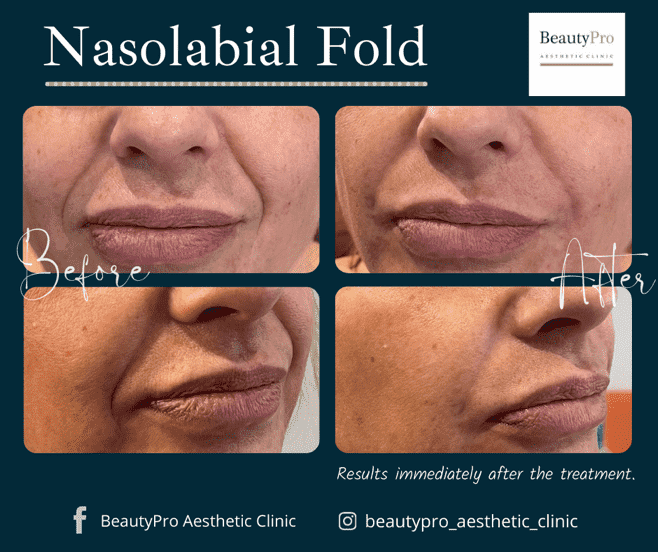 Nasolabial Fold
BeautyPro
AESTHETIC CLINIC
Before
After
Results immediately after the treatment.
BeautyPro Aesthetic Clinic
beautypro_aesthetic_clinic